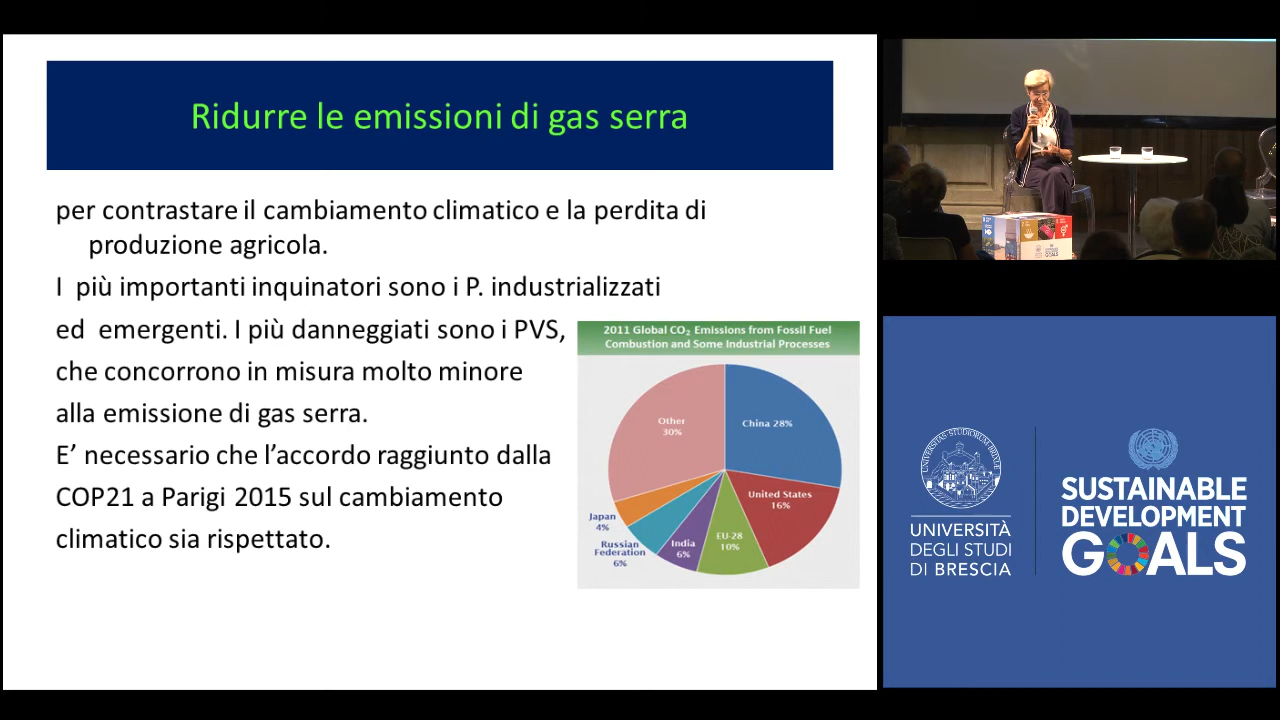 Ridurre le emissioni di gas serra
per contrastare il cambiamento climatico e la perdita di
produzione agricola.
I più importanti inquinatori sono i P. industrializzati
ed emergenti. I più danneggiati sono i PVS,
che concorrono in misura molto minore
alla emissione di gas serra.
E’ necessario che l’accordo raggiunto dalla
COP21 a Parigi 2015 sul cambiamento
climatico sia rispettato.
2011 Global CO₂ Emissions from Fossil Fuel
Combustion and Some Industrial Processes
Other
30%
China 28%
United States
16%
EU-28
10%
India
6%
Russian
Federation
6%
Japan
4%
UNIVERSITÀ
DEGLI STUDI
DI BRESCIA
SUSTAINABLE
DEVELOPMENT
GOALS